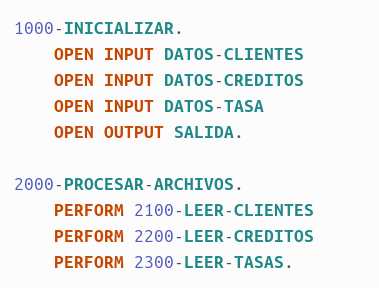 1000-INICIALIZAR.
    OPEN INPUT DATOS-CLIENTES
    OPEN INPUT DATOS-CREDITOS
    OPEN INPUT DATOS-TASA
    OPEN OUTPUT SALIDA.

2000-PROCESAR-ARCHIVOS.
    PERFORM 2100-LEER-CLIENTES
    PERFORM 2200-LEER-CREDITOS
    PERFORM 2300-LEER-TASAS.